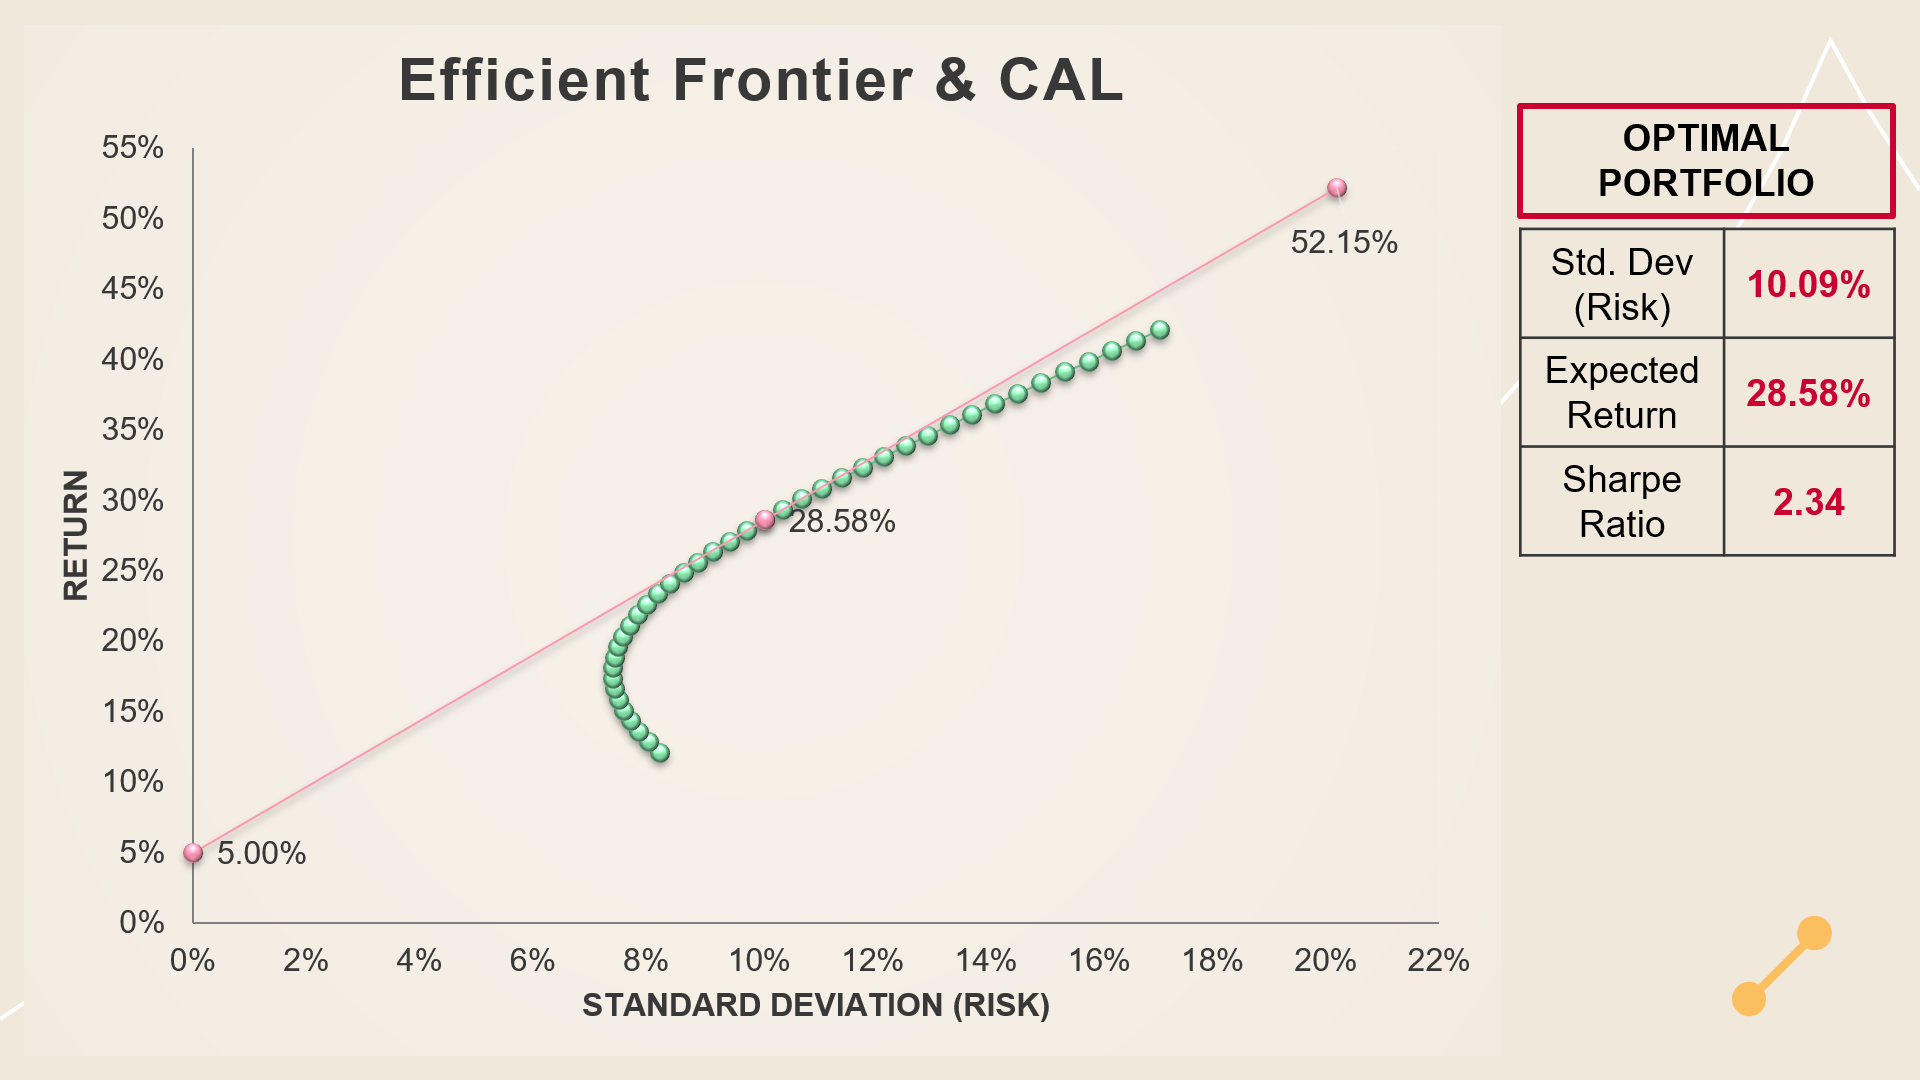 Efficient Frontier & CAL
55%
50%
45%
40%
35%
30%
25%
20%
15%
10%
5%
0%
RETURN
52.15%
28.58%
5.00%
0% 2% 4% 6% 8% 10% 12% 14% 16% 18% 20% 22%
STANDARD DEVIATION (RISK)
OPTIMAL
PORTFOLIO
Std. Dev
(Risk)
10.09%
Expected
Return
28.58%
Sharpe
Ratio
2.34